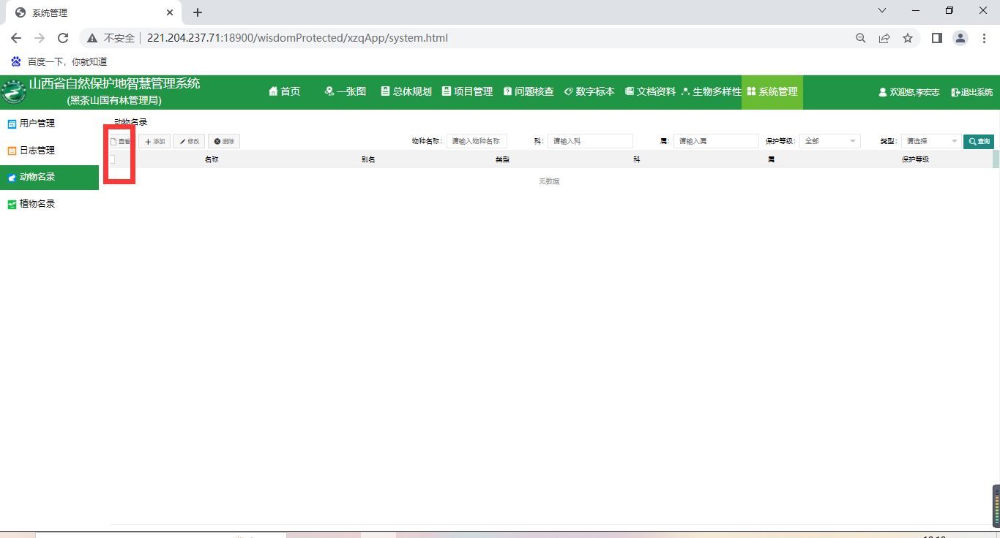 系统管理
不安全 221.204.237.71:18900/wisdomProtected/xzqApp/system.html
百度一下，你就知道
山西省自然保护地智慧管理系统
(黑茶山国有林管理局)
首页 一张图 总体规划 项目管理 问题核查 数字标本 文档资料 生物多样性 系统管理 欢迎您,李宏志 退出系统
用户管理
日志管理
动物名录
植物名录
动物名录
查看 添加 修改 删除 物种名称: 请输入物种名称 科: 请输入科 属: 请输入属 保护等级: 全部 类型: 请选择 查询
名称 别名 类型 科 属 保护等级
无数据